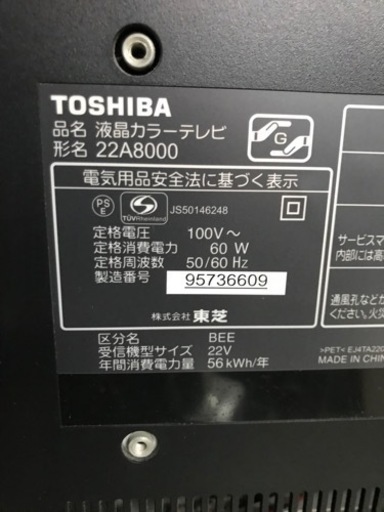 TOSHIBA
品名 液晶カラーテレビ
形名 22A8000
G
電気用品安全法に基づく表示
PS E
TÜVRheinland
JS50146248
定格電圧 100V～
定格消費電力 60 W
定格周波数 50/60 Hz
製造番号 95736609
株式会社 東芝
区分名 BEE
受信機型サイズ 22V
年間消費電力量 56 kWh/年
サービスマ
内部には高
通風孔などが
ください。火災
>PET< EJ4TA220
MADE IN CHIN